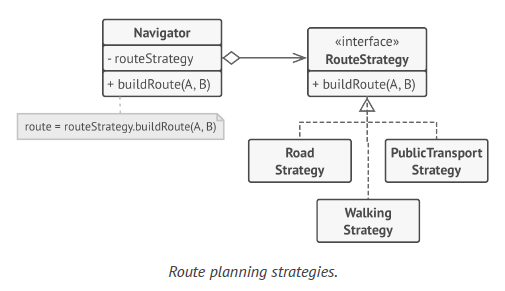 Navigator
- routeStrategy
+ buildRoute(A, B)
route = routeStrategy.buildRoute(A, B)
«interface»
RouteStrategy
+ buildRoute(A, B)
Road
Strategy
PublicTransport
Strategy
Walking
Strategy
Route planning strategies.